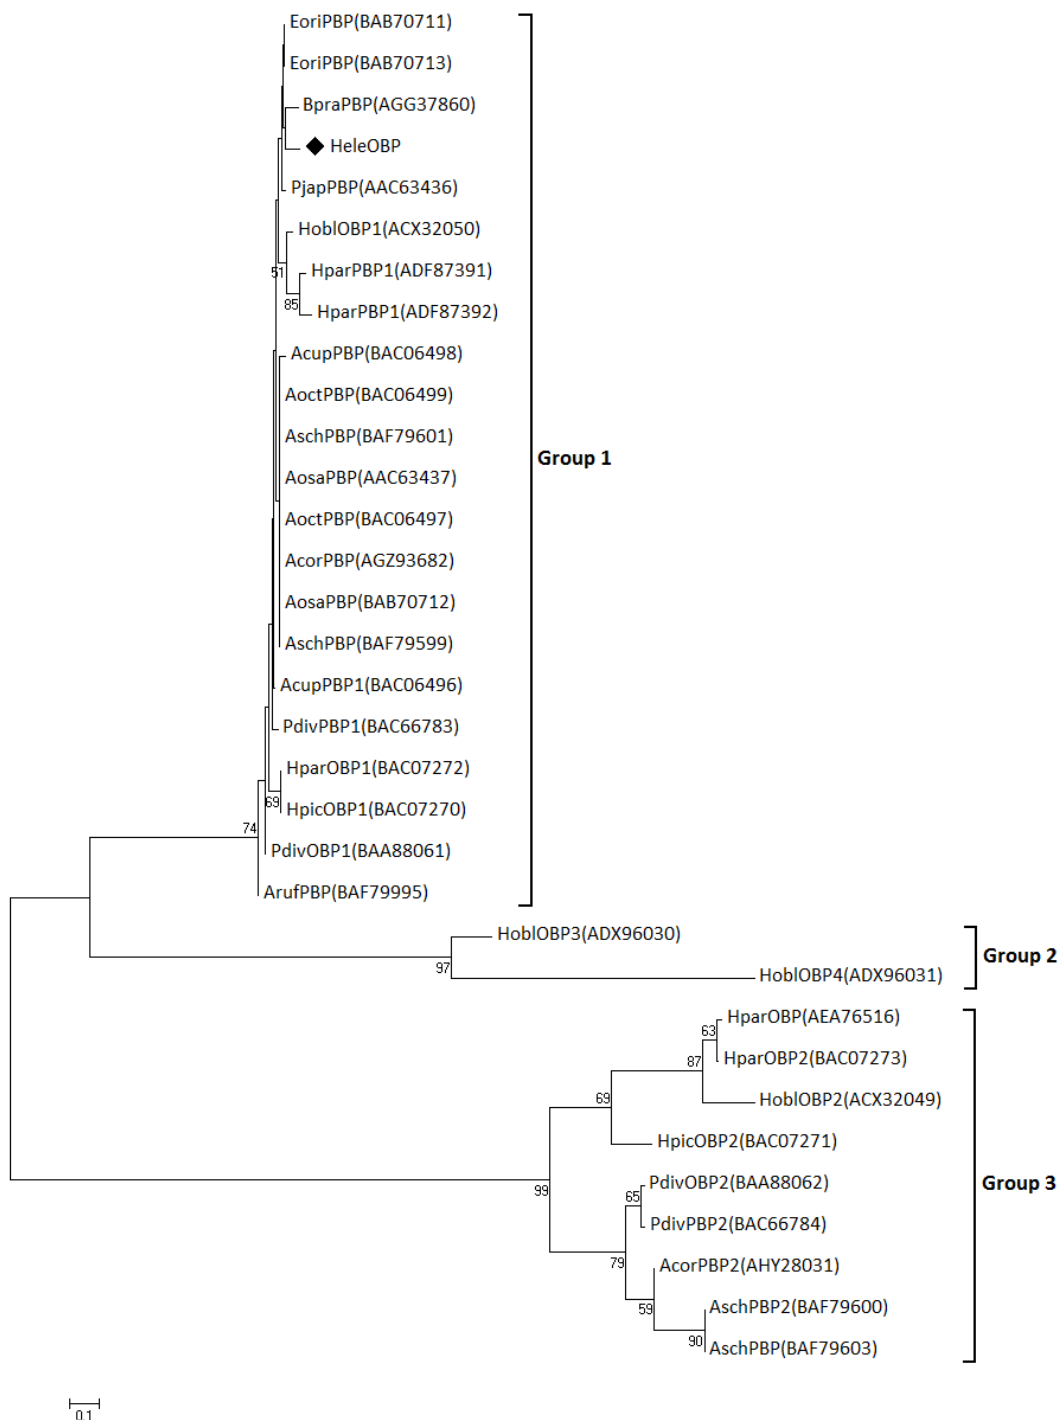 EoriPBP(BAB70711)
EoriPBP(BAB70713)
BpraPBP(AGG37860)
HeleOBP
PjapPBP(AAC63436)
HoblOBP1(ACX32050)
51
HparPBP1(ADF87391)
85
HparPBP1(ADF87392)
AcupPBP(BAC06498)
AoctPBP(BAC06499)
AschPBP(BAF79601)
Group 1
AosaPBP(AAC63437)
AoctPBP(BAC06497)
AcorPBP(AGZ93682)
AosaPBP(BAB70712)
AschPBP(BAF79599)
AcupPBP1(BAC06496)
PdivPBP1(BAC66783)
HparOBP1(BAC07272)
69
HpicOBP1(BAC07270)
74
PdivOBP1(BAA88061)
ArufPBP(BAF79995)
HoblOBP3(ADX96030)
Group 2
97
HoblOBP4(ADX96031)
HparOBP(AEA76516)
63
HparOBP2(BAC07273)
87
HoblOBP2(ACX32049)
69
HpicOBP2(BAC07271)
Group 3
99
PdivOBP2(BAA88062)
65
PdivPBP2(BAC66784)
79
AcorPBP2(AHY28031)
59
AschPBP2(BAF79600)
90
AschPBP(BAF79603)
0.1